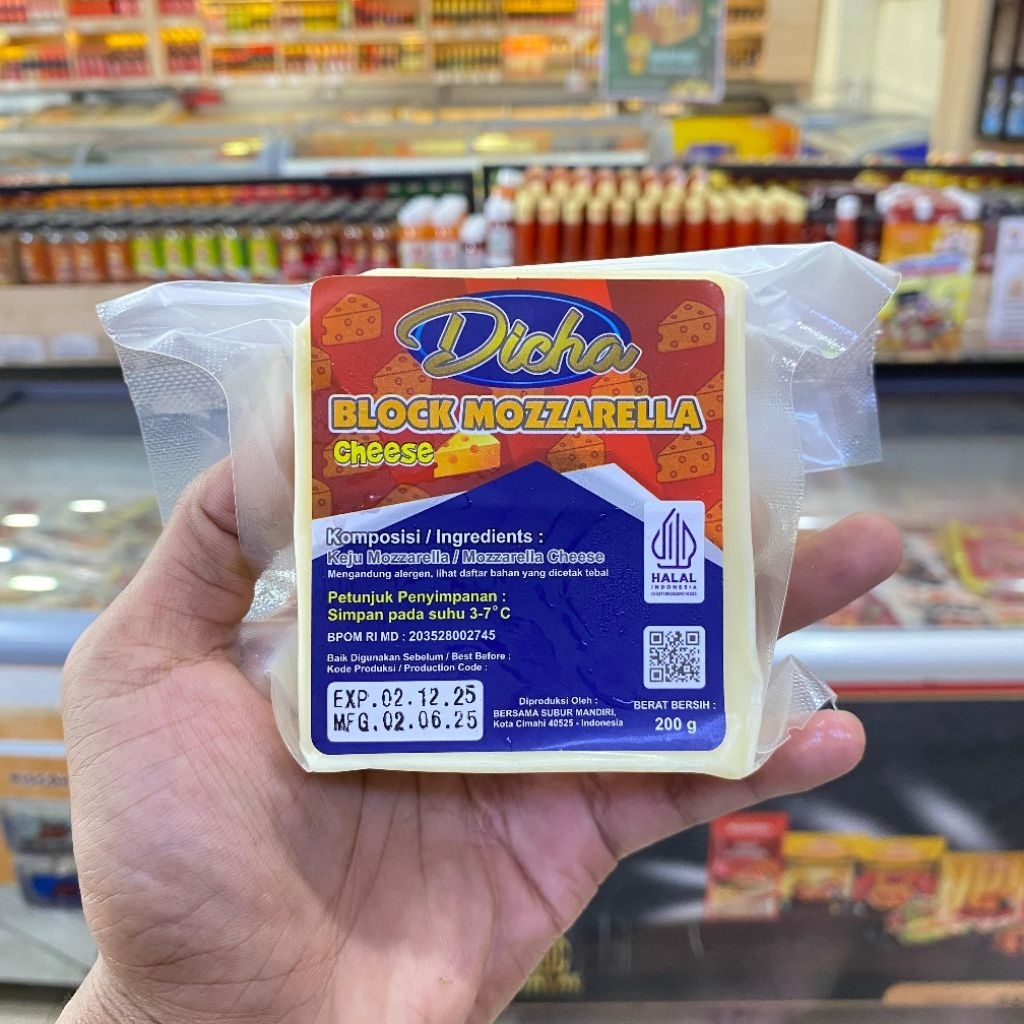 Dicha
BLOCK MOZZARELLA
Cheese
Komposisi / Ingredients :
Keju Mozzarella / Mozzarella Cheese
Mengandung alergen, lihat daftar bahan yang dicetak tebal
Petunjuk Penyimpanan :
Simpan pada suhu 3-7°C
BPOM RI MD : 203528002745
Baik Digunakan Sebelum / Best Before :
Kode Produksi / Production Code :
EXP.02.12.25
MFG.02.06.25
HALAL
INDONESIA
Diproduksi Oleh :
BERSAMA SUBUR MANDIRI,
Kota Cimahi 40525 - Indonesia
BERAT BERSIH :
200 g